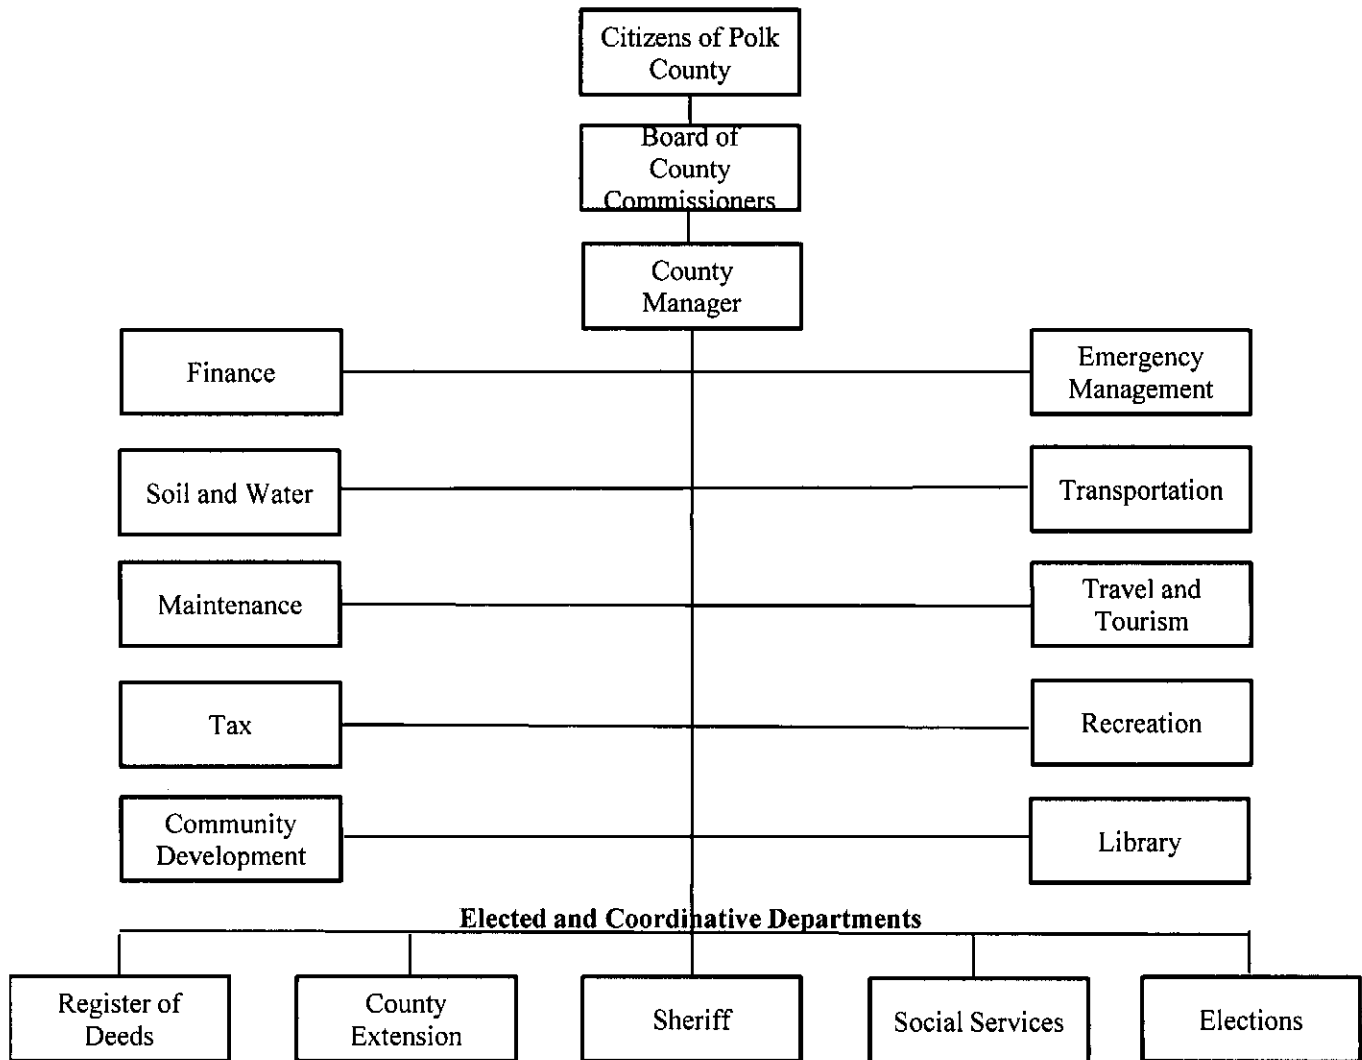 Citizens of Polk
County
Board of
County
Commissioners
County
Manager
Finance
Emergency
Management
Soil and Water
Transportation
Maintenance
Travel and
Tourism
Tax
Recreation
Community
Development
Library
Elected and Coordinative Departments
Register of
Deeds
County
Extension
Sheriff
Social Services
Elections